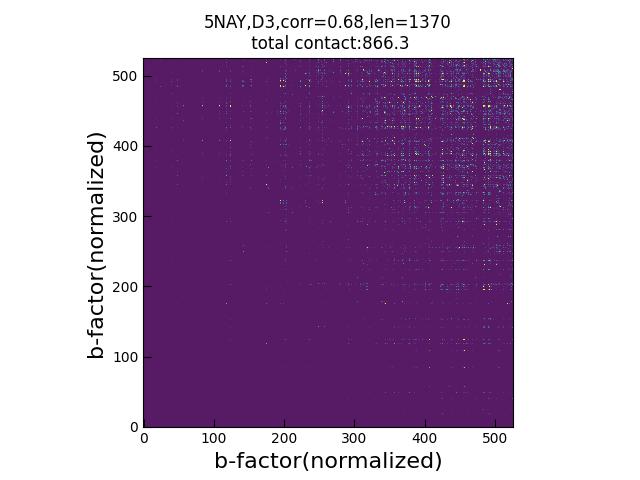 5NAY,D3,corr=0.68,len=1370
total contact:866.3
500
400
300
200
100
0
b-factor(normalized)
0 100 200 300 400 500
b-factor(normalized)